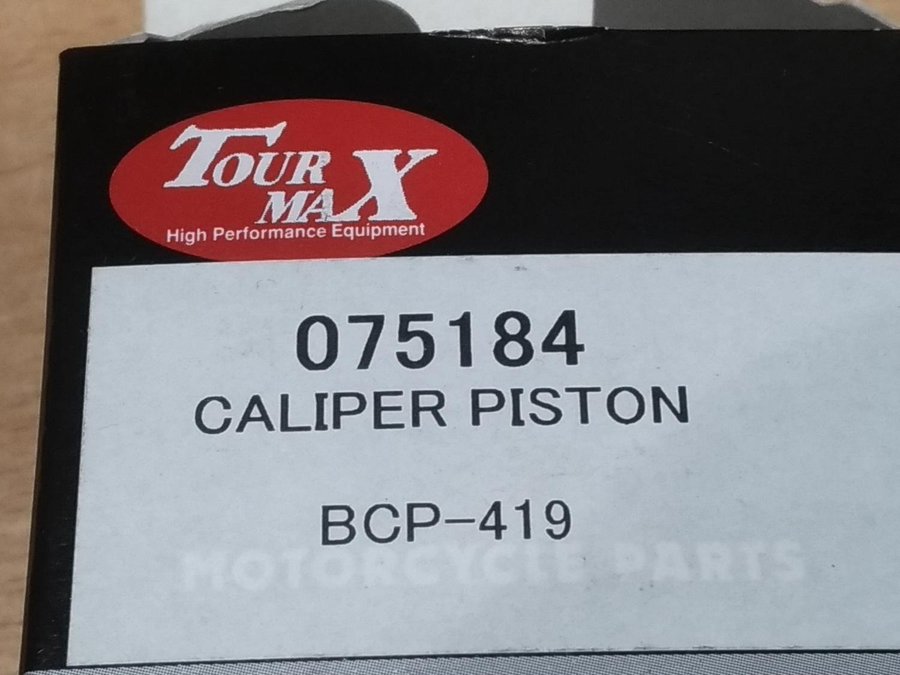 TOUR
MAX
High Performance Equipment
075184
CALIPER PISTON
BCP-419
MOTORCYCLE PARTS